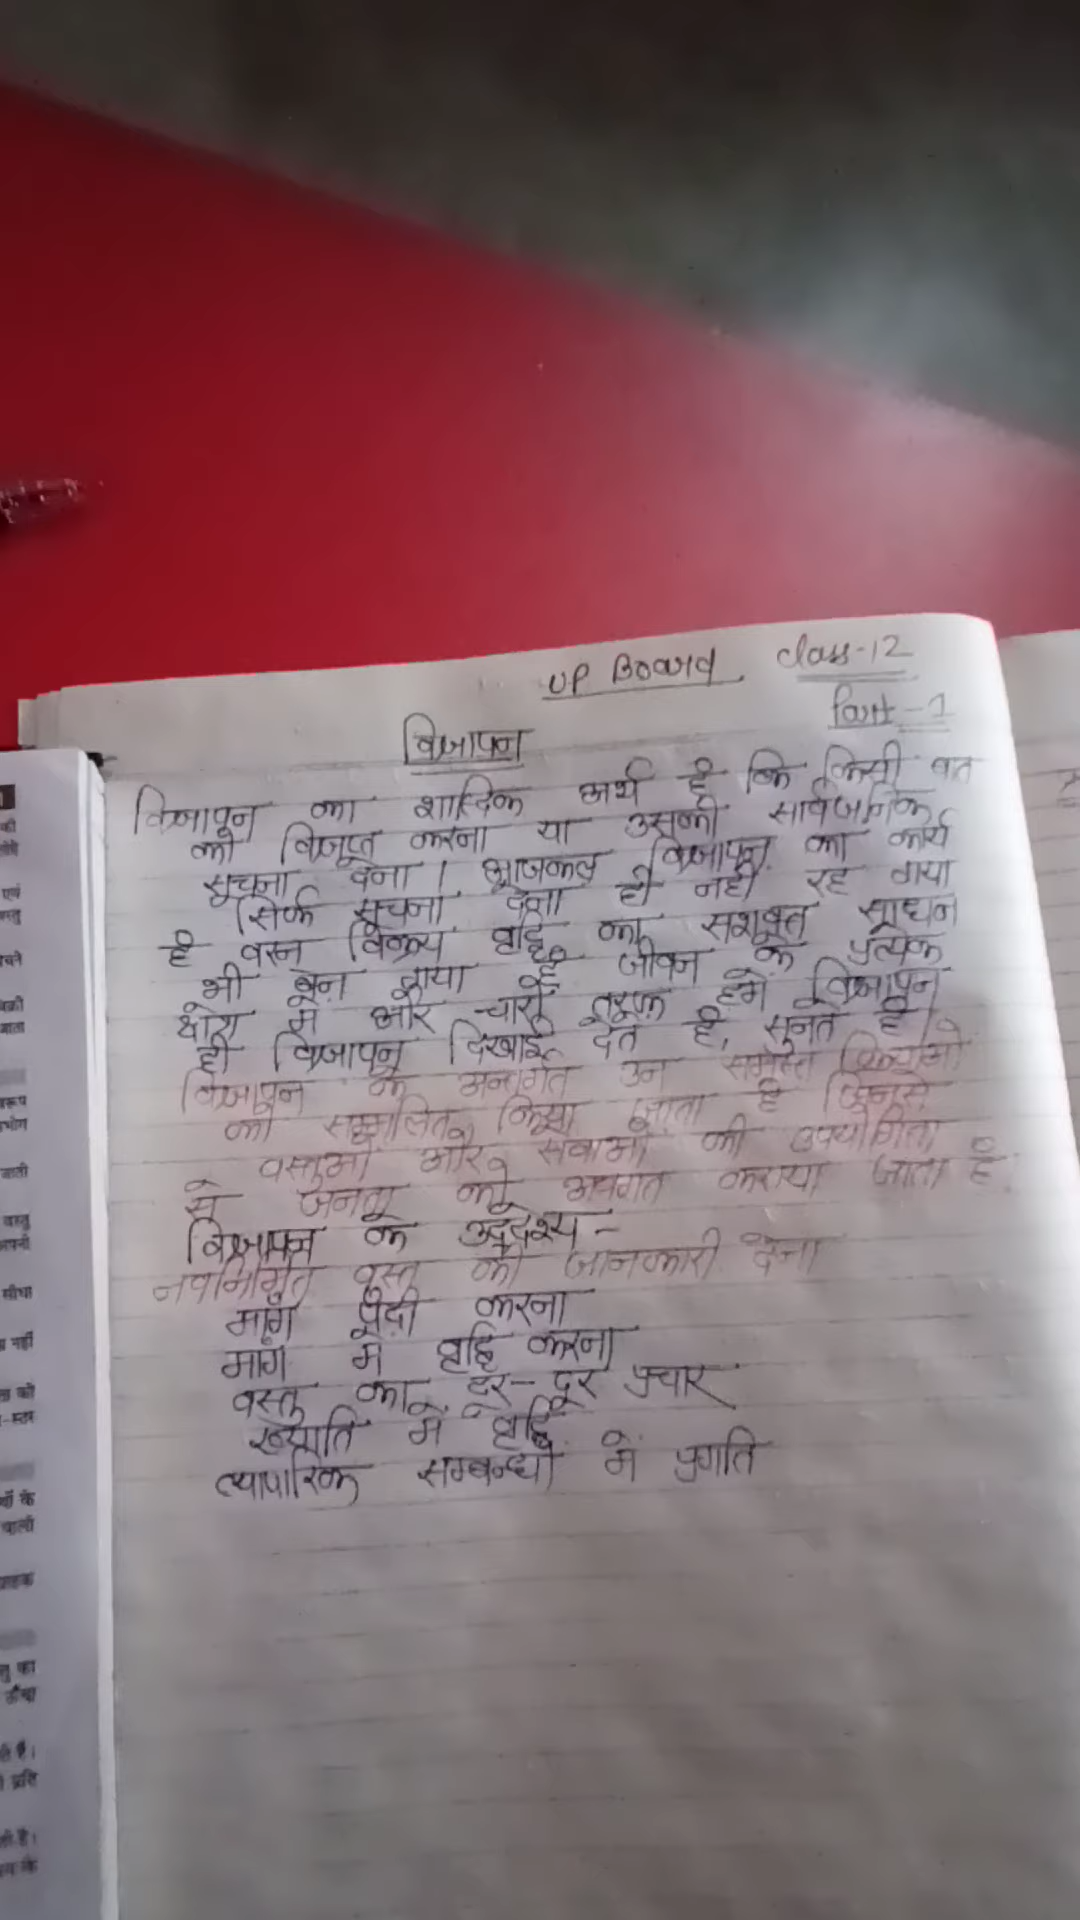 UP Board Class-12
Part-1
विज्ञापन
विज्ञापन का शाब्दिक अर्थ है कि किसी बात
को विज्ञप्त करना या उसकी सार्वजनिक
सूचना देना। आजकल विज्ञापन का कार्य
सिर्फ सूचना देना ही नहीं रह गया
है वरन विक्रय वृद्धि का सशक्त साधन
भी बन गया है। जीवन के प्रत्येक
क्षेत्र में और चारों तरफ हमें विज्ञापन
ही विज्ञापन दिखाई देते है, सुनते है।
विज्ञापन के अन्तर्गत उन समस्त क्रियाओ
को सम्मलित किया जाता है जिनसे
वस्तुओं और सेवाओं की उपयोगिता
से जनता को अवगत कराया जाता है.
विज्ञापन के उद्देश्य -
नवनिर्मित वस्तु की जानकारी देना
माँग पैदा करना
माँग में वृद्धि करना
वस्तु का दूर-दूर प्रचार
ख्याति में वृद्धि
व्यापारिक सम्बन्धों में प्रगति